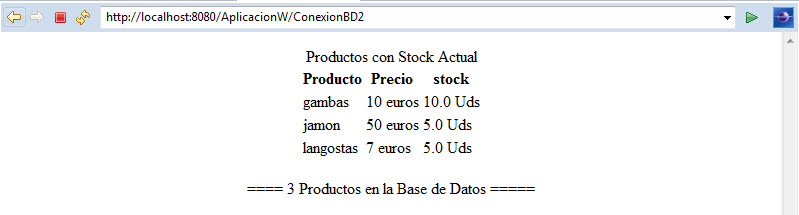 http://localhost:8080/AplicacionW/ConexionBD2
Productos con Stock Actual
Producto Precio stock
gambas 10 euros 10.0 Uds
jamon 50 euros 5.0 Uds
langostas 7 euros 5.0 Uds
==== 3 Productos en la Base de Datos =====